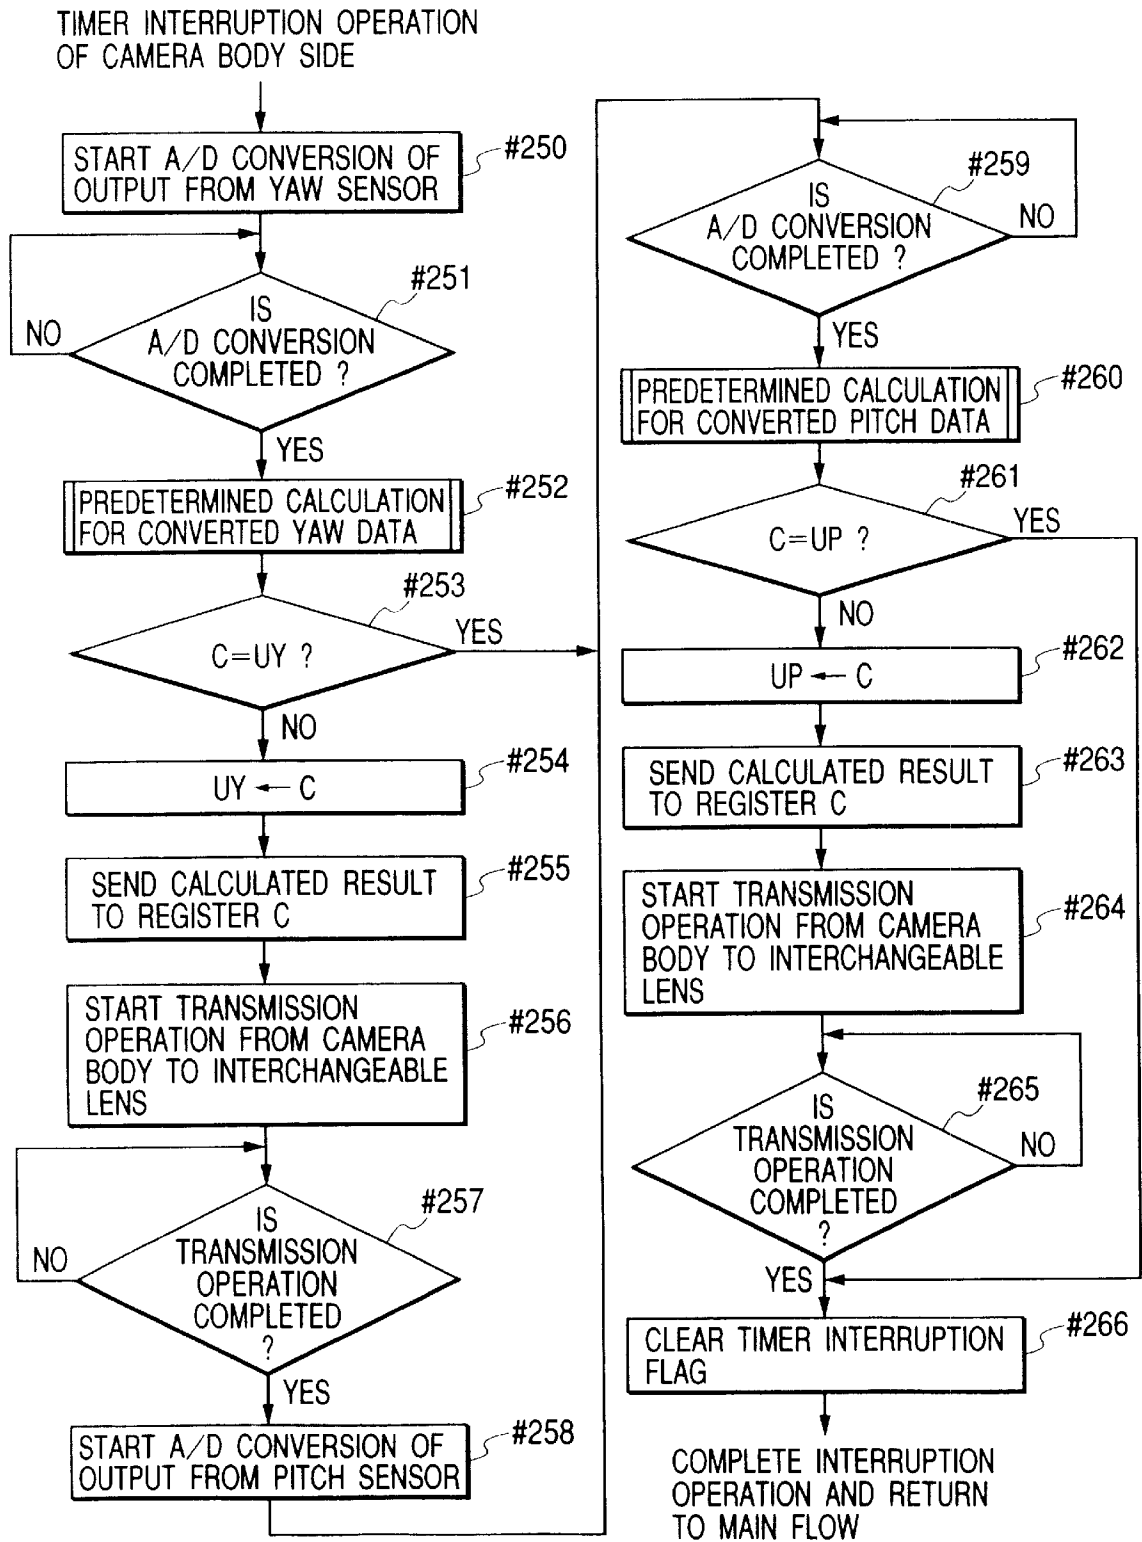 TIMER INTERRUPTION OPERATION
OF CAMERA BODY SIDE
START A/D CONVERSION OF
OUTPUT FROM YAW SENSOR
#250
IS
A/D CONVERSION
COMPLETED ?
#251
NO
YES
PREDETERMINED CALCULATION
FOR CONVERTED YAW DATA
#252
C=UY ?
#253
YES
NO
UY ← C
#254
SEND CALCULATED RESULT
TO REGISTER C
#255
START TRANSMISSION
OPERATION FROM CAMERA
BODY TO INTERCHANGEABLE
LENS
#256
IS
TRANSMISSION
OPERATION
COMPLETED
?
#257
NO
YES
START A/D CONVERSION OF
OUTPUT FROM PITCH SENSOR
#258
IS
A/D CONVERSION
COMPLETED ?
#259
NO
YES
PREDETERMINED CALCULATION
FOR CONVERTED PITCH DATA
#260
C=UP ?
#261
YES
NO
UP ← C
#262
SEND CALCULATED RESULT
TO REGISTER C
#263
START TRANSMISSION
OPERATION FROM CAMERA
BODY TO INTERCHANGEABLE
LENS
#264
IS
TRANSMISSION
OPERATION
COMPLETED
?
#265
NO
YES
CLEAR TIMER INTERRUPTION
FLAG
#266
COMPLETE INTERRUPTION
OPERATION AND RETURN
TO MAIN FLOW